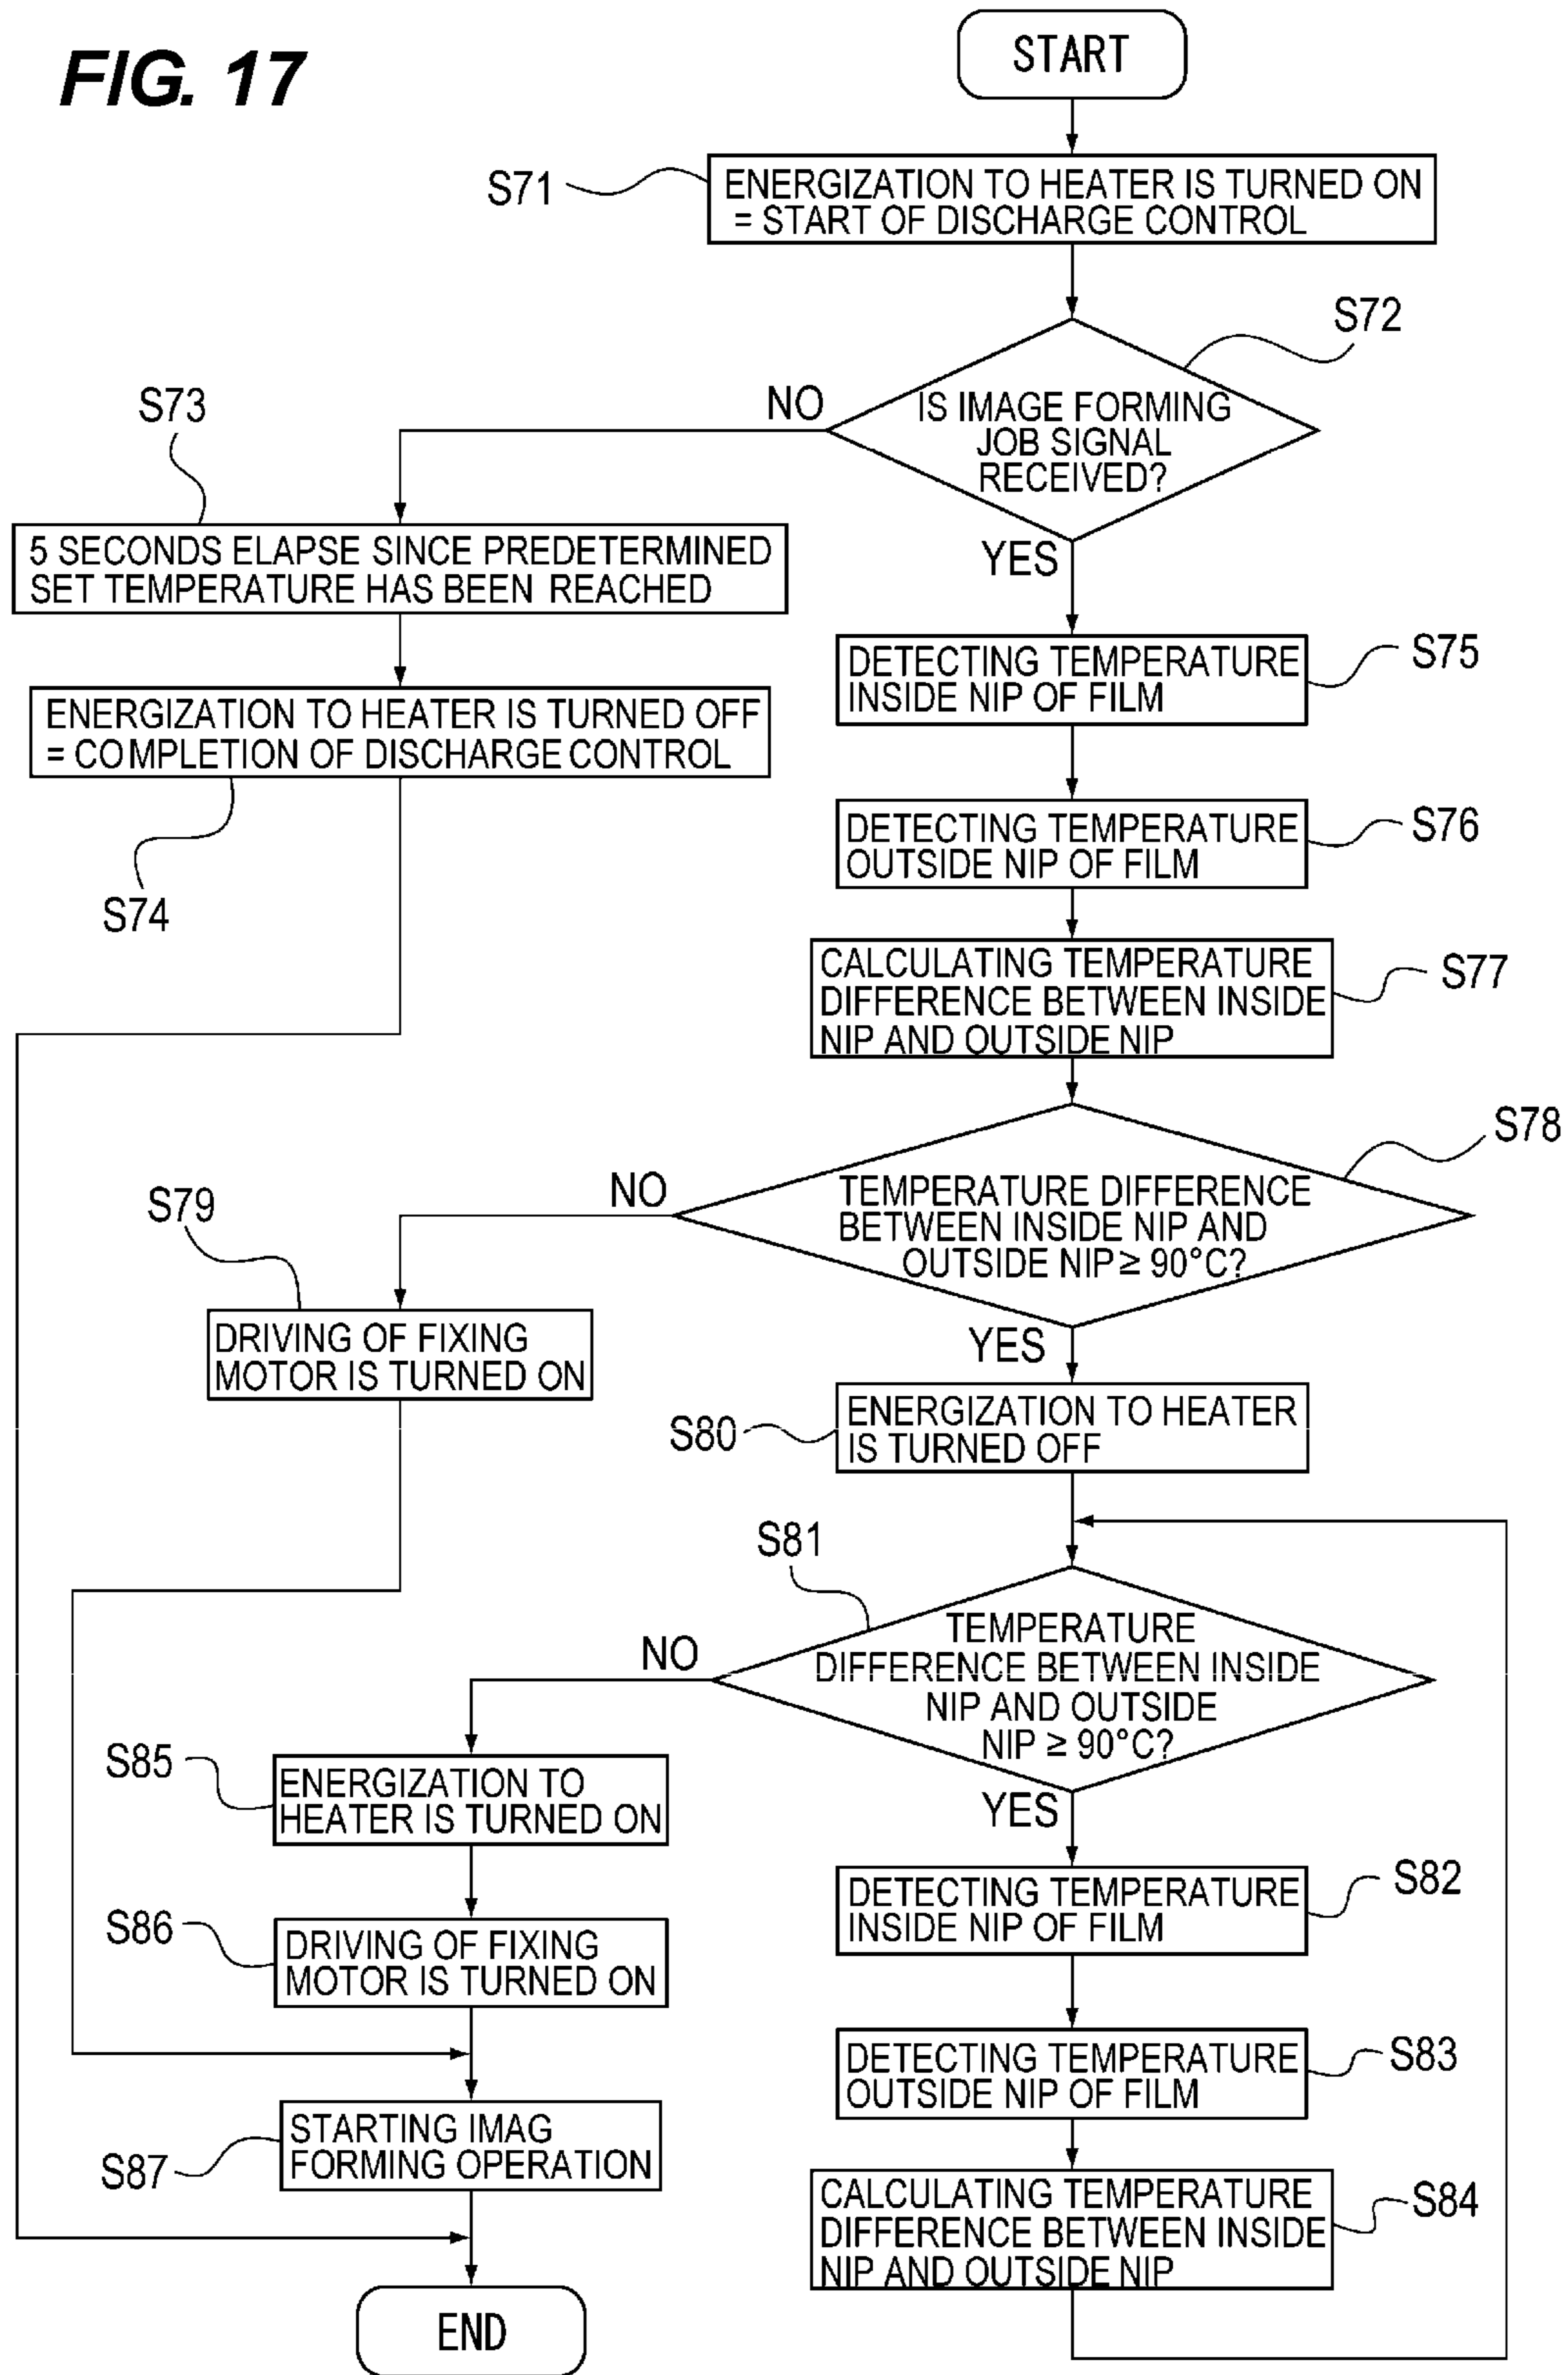 FIG. 17
START
S71
ENERGIZATION TO HEATER IS TURNED ON
= START OF DISCHARGE CONTROL
S72
IS IMAGE FORMING
JOB SIGNAL
RECEIVED?
NO
YES
S73
5 SECONDS ELAPSE SINCE PREDETERMINED
SET TEMPERATURE HAS BEEN REACHED
ENERGIZATION TO HEATER IS TURNED OFF
= COMPLETION OF DISCHARGE CONTROL
S74
DETECTING TEMPERATURE
INSIDE NIP OF FILM
S75
DETECTING TEMPERATURE
OUTSIDE NIP OF FILM
S76
CALCULATING TEMPERATURE
DIFFERENCE BETWEEN INSIDE
NIP AND OUTSIDE NIP
S77
S78
TEMPERATURE DIFFERENCE
BETWEEN INSIDE NIP AND
OUTSIDE NIP ≥ 90°C?
NO
YES
S79
DRIVING OF FIXING
MOTOR IS TURNED ON
S80
ENERGIZATION TO HEATER
IS TURNED OFF
S81
TEMPERATURE
DIFFERENCE BETWEEN INSIDE
NIP AND OUTSIDE
NIP ≥ 90°C?
NO
YES
S85
ENERGIZATION TO
HEATER IS TURNED ON
S86
DRIVING OF FIXING
MOTOR IS TURNED ON
DETECTING TEMPERATURE
INSIDE NIP OF FILM
S82
DETECTING TEMPERATURE
OUTSIDE NIP OF FILM
S83
CALCULATING TEMPERATURE
DIFFERENCE BETWEEN INSIDE
NIP AND OUTSIDE NIP
S84
S87
STARTING IMAG
FORMING OPERATION
END